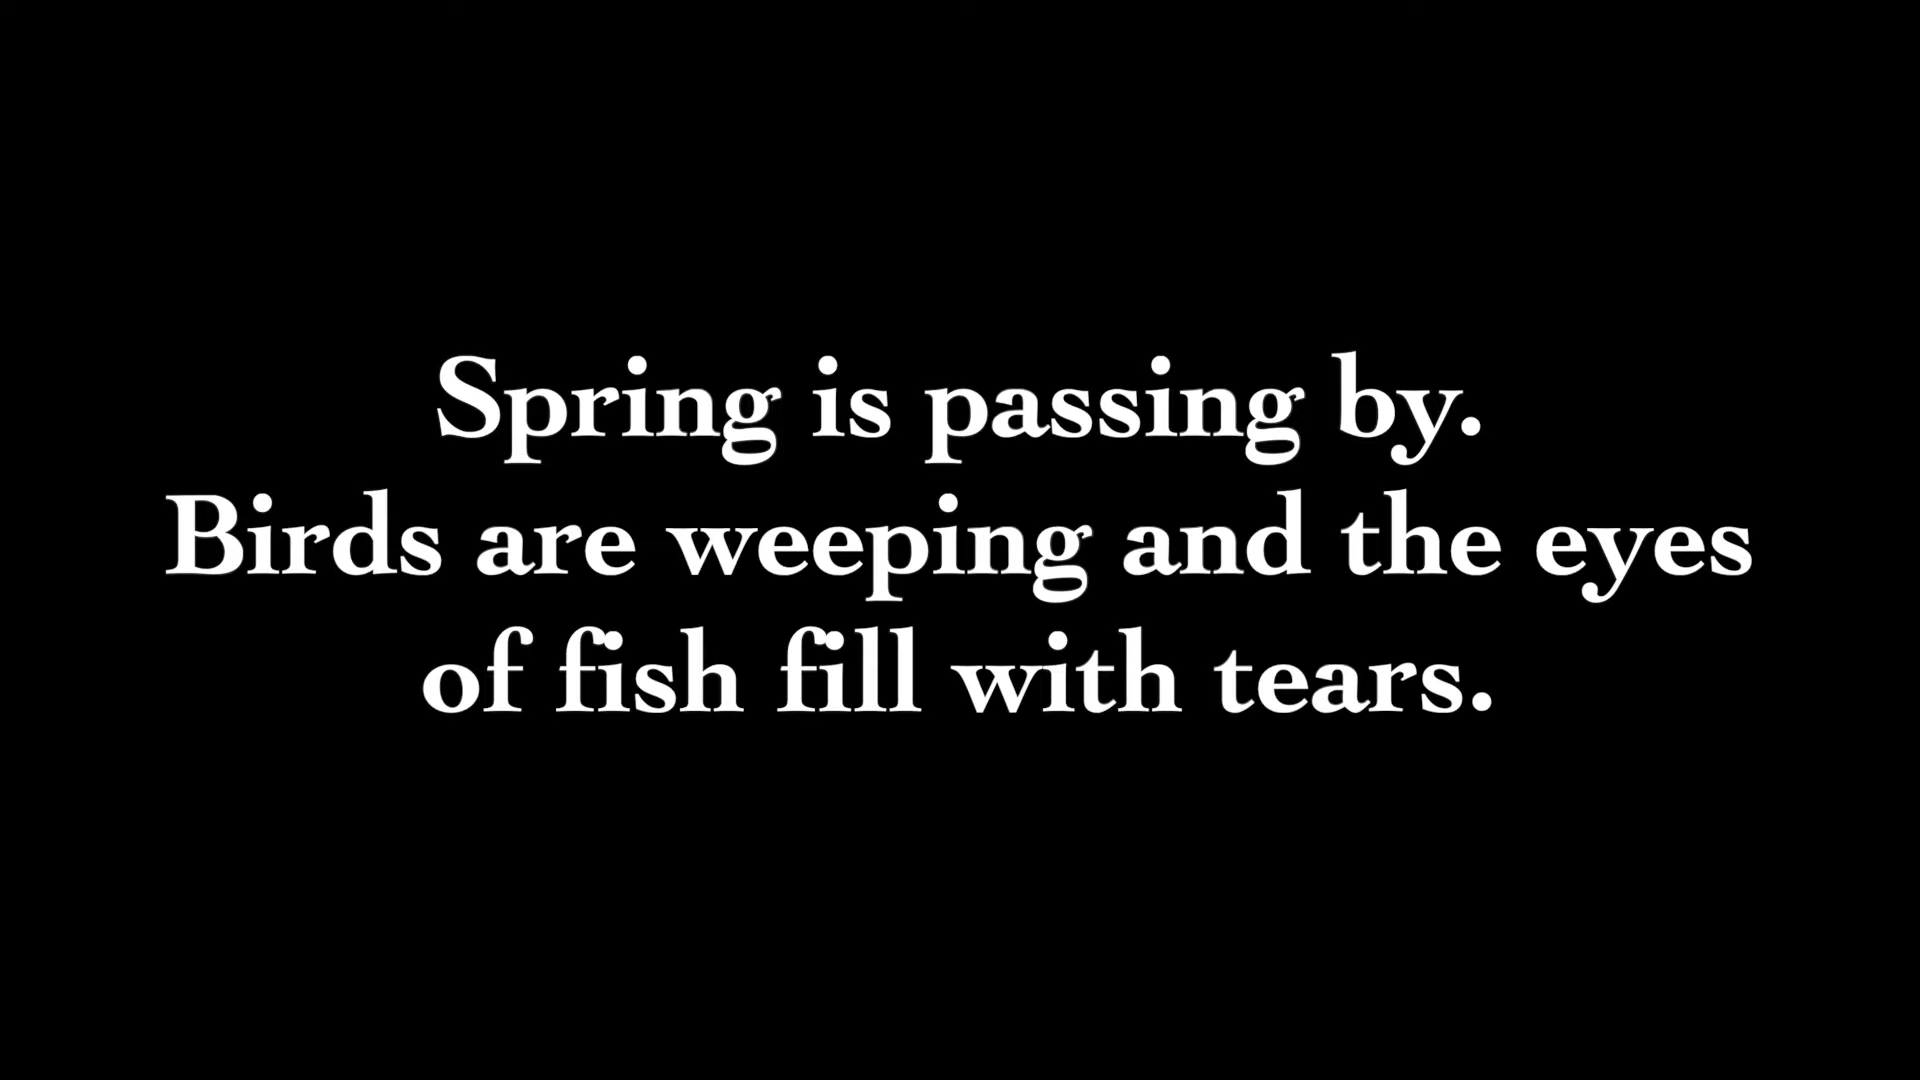 Spring is passing by.
Birds are weeping and the eyes
of fish fill with tears.